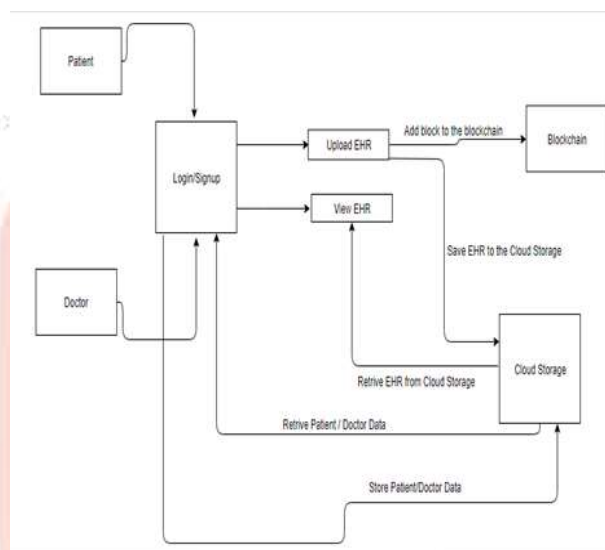 Patient
Login/Signup
Upload EHR
Add block to the blockchain
Blockchain
View EHR
Save EHR to the Cloud Storage
Doctor
Cloud Storage
Retrive EHR from Cloud Storage
Retrive Patient / Doctor Data
Store Patient/Doctor Data